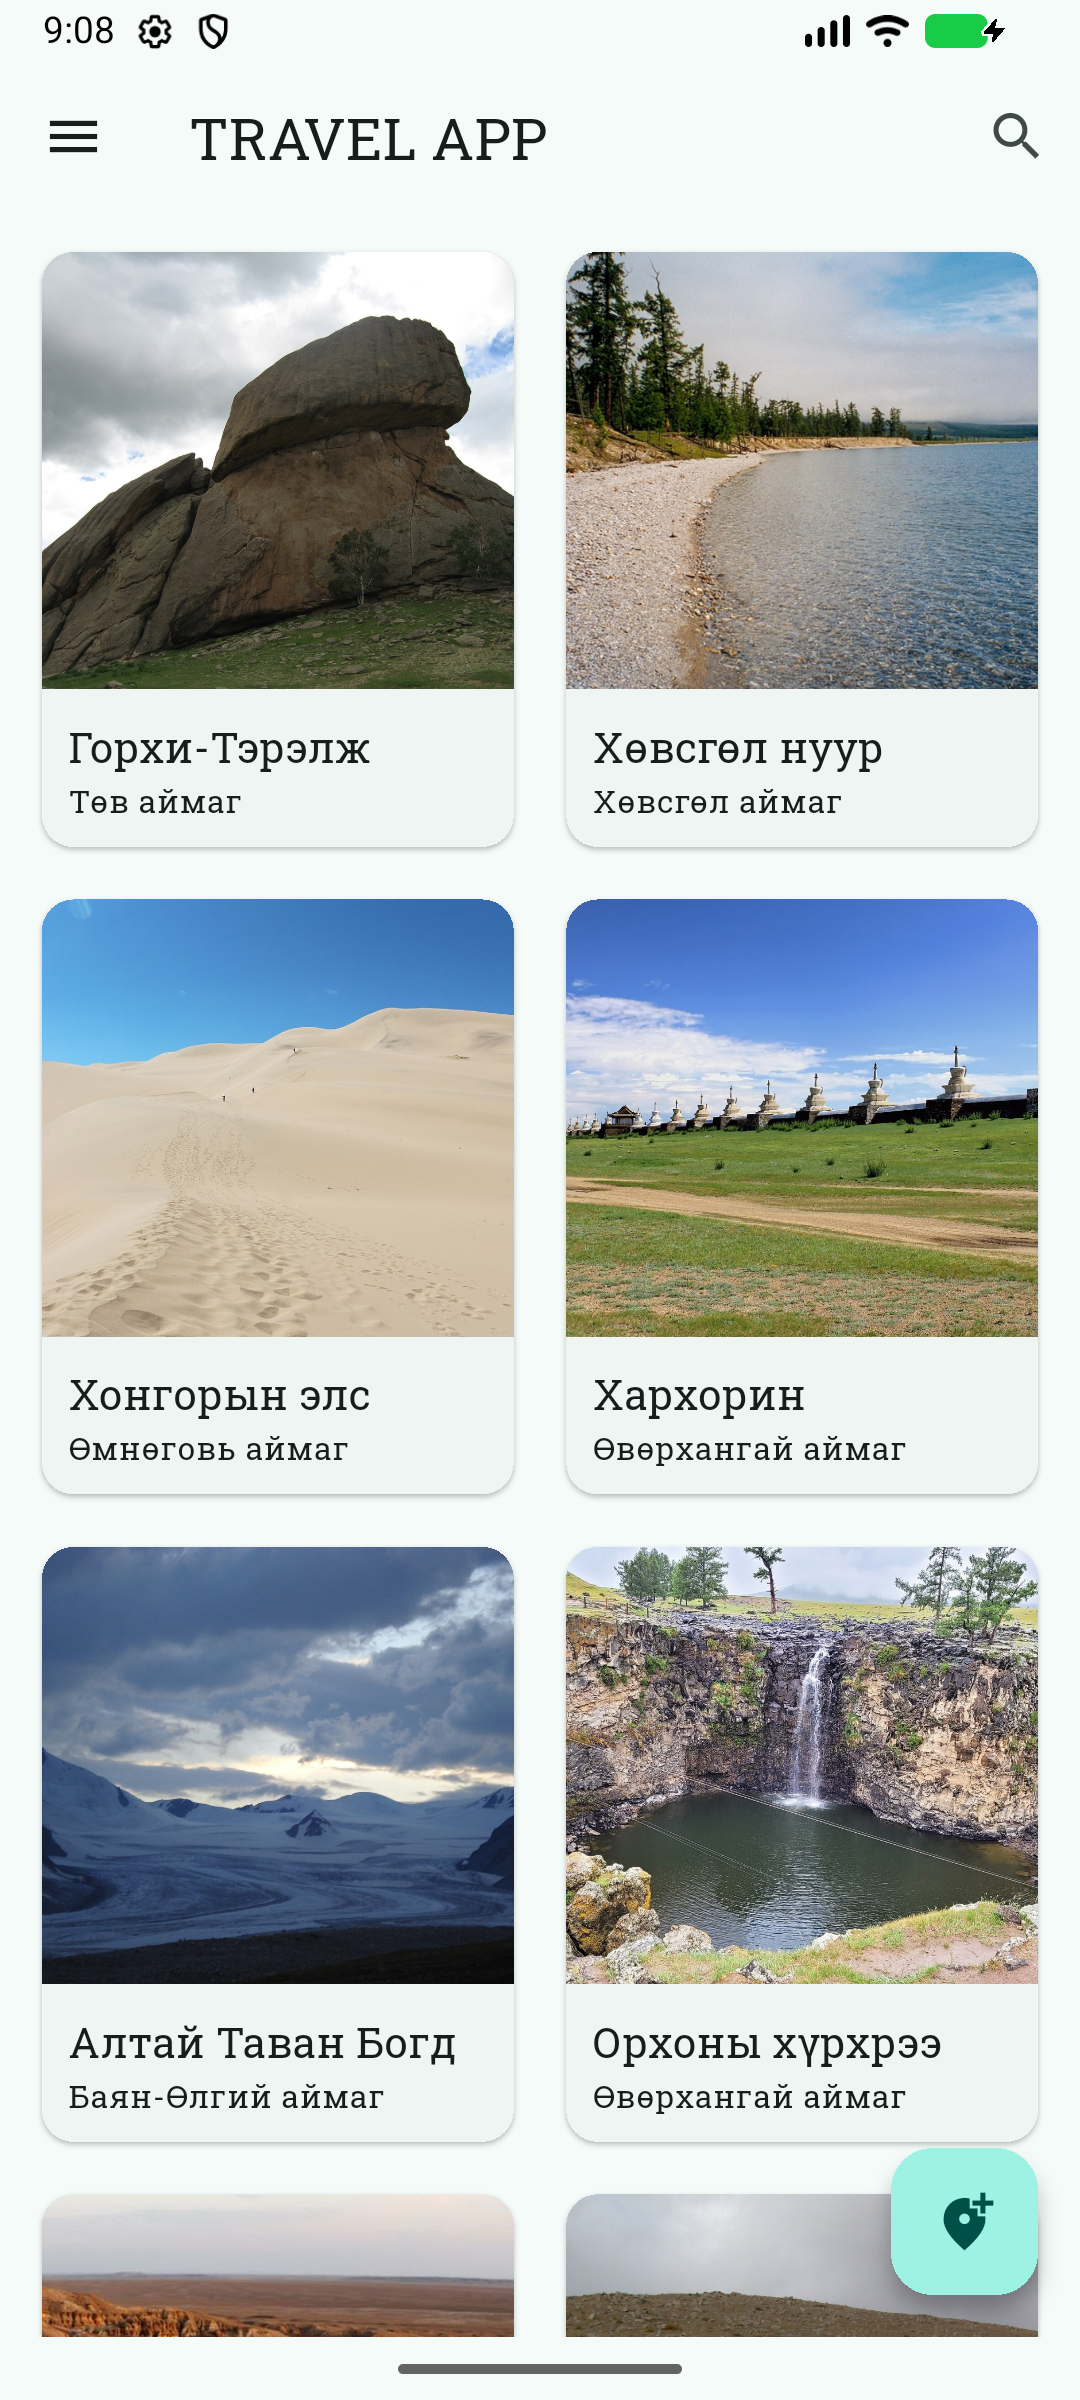 9:08
TRAVEL APP
Горхи-Тэрэлж
Төв аймаг
Хөвсгөл нуур
Хөвсгөл аймаг
Хонгорын элс
Өмнөговь аймаг
Хархорин
Өвөрхангай аймаг
Алтай Таван Богд
Баян-Өлгий аймаг
Орхоны хүрхрээ
Өвөрхангай аймаг